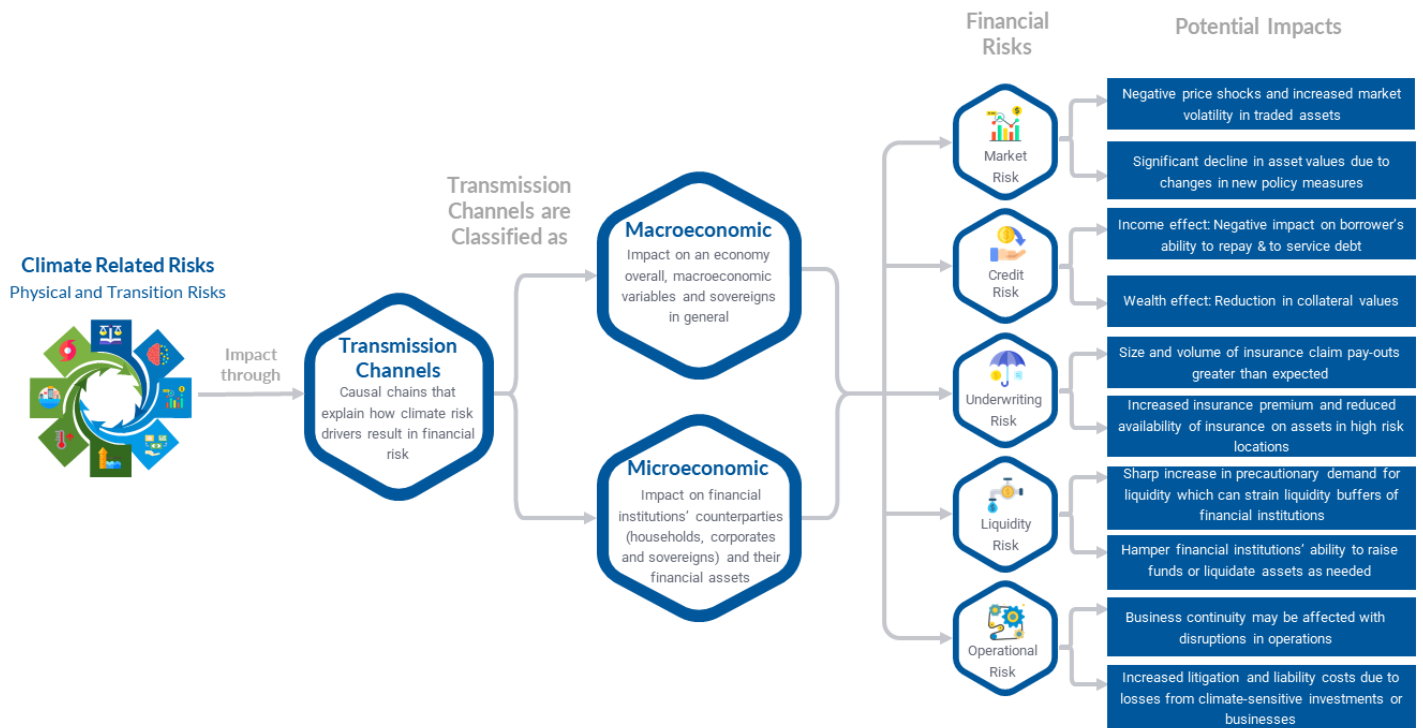 Financial
Risks
Potential Impacts
Climate Related Risks
Physical and Transition Risks
Impact
through
Transmission
Channels
Causal chains that
explain how climate risk
drivers result in financial
risk
Transmission
Channels are
Classified as
Macroeconomic
Impact on an economy
overall, macroeconomic
variables and sovereigns
in general
Microeconomic
Impact on financial
institutions' counterparties
(households, corporates
and sovereigns) and their
financial assets
Market
Risk
Negative price shocks and increased market
volatility in traded assets
Significant decline in asset values due to
changes in new policy measures
Credit
Risk
Income effect: Negative impact on borrower's
ability to repay & to service debt
Wealth effect: Reduction in collateral values
Underwriting
Risk
Size and volume of insurance claim pay-outs
greater than expected
Increased insurance premium and reduced
availability of insurance on assets in high risk
locations
Liquidity
Risk
Sharp increase in precautionary demand for
liquidity which can strain liquidity buffers of
financial institutions
Hamper financial institutions' ability to raise
funds or liquidate assets as needed
Operational
Risk
Business continuity may be affected with
disruptions in operations
Increased litigation and liability costs due to
losses from climate-sensitive investments or
businesses